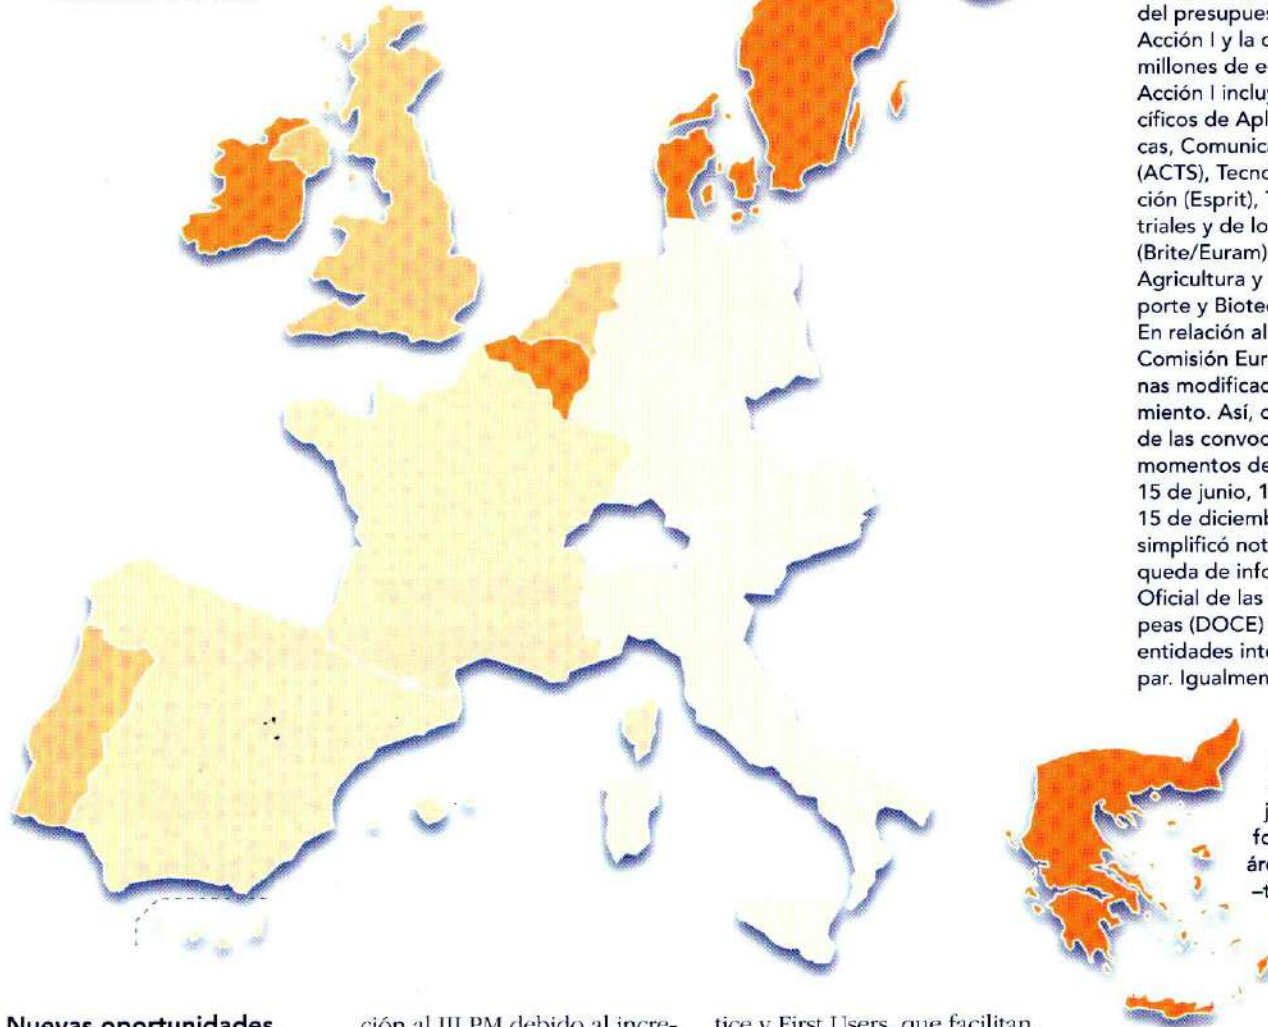 del presupues
Acción I y la c
millones de e
Acción I incluy
cíficos de Apl
cas, Comunica
(ACTS), Tecno
ción (Esprit), T
triales y de lo
(Brite/Euram)
Agricultura y
porte y Biotec
En relación al
Comisión Eur
nas modificac
miento. Así, c
de las convoc
momentos de
15 de junio, 1
15 de diciemb
simplificó not
queda de info
Oficial de las
peas (DOCE)
entidades inte
par. Igualmen
j
fo
áre
–t
Nuevas oportunidades
ción al III PM debido al incre-
tice y First Users, que facilitan